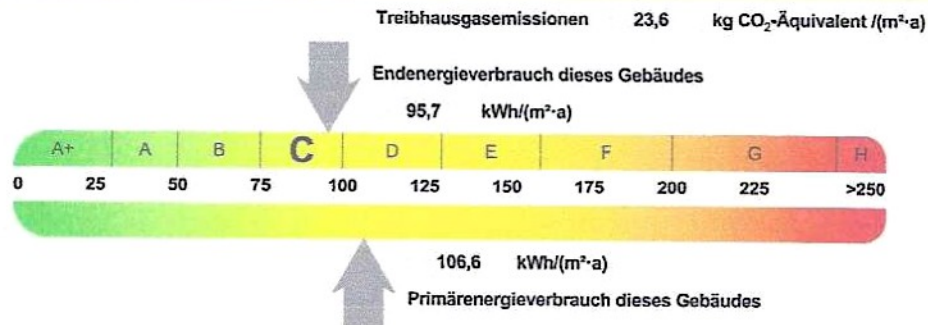 Treibhausgasemissionen 23,6 kg CO₂-Äquivalent /(m²·a)
Endenergieverbrauch dieses Gebäudes
95,7 kWh/(m²·a)
A+ A B C D E F G H
0 25 50 75 100 125 150 175 200 225 >250
106,6 kWh/(m²·a)
Primärenergieverbrauch dieses Gebäudes